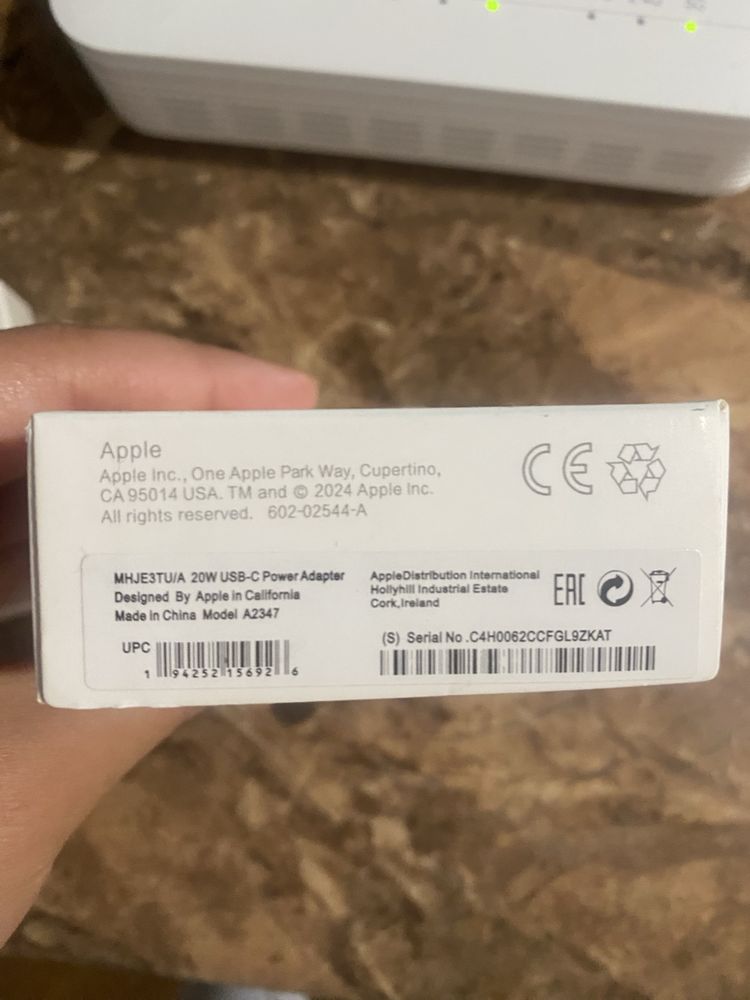 Apple
Apple Inc., One Apple Park Way, Cupertino,
CA 95014 USA. TM and © 2024 Apple Inc.
All rights reserved. 602-02544-A
CE
MHJE3TU/A 20W USB-C Power Adapter
Designed By Apple in California
Made in China Model A2347
AppleDistribution International
Hollyhill Industrial Estate
Cork,Ireland
EAC
(S) Serial No .C4H0062CCFGL9ZKAT
UPC
1 94252 15692 6